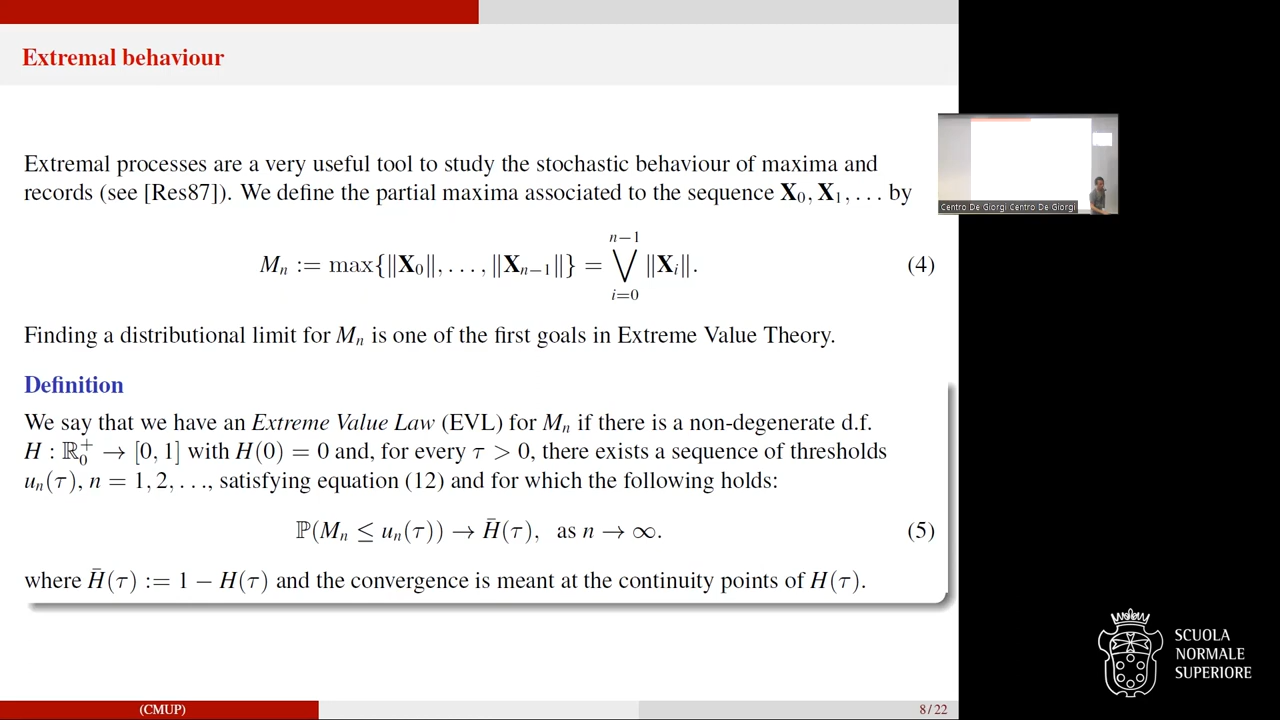 Extremal behaviour
Extremal processes are a very useful tool to study the stochastic behaviour of maxima and
records (see [Res87]). We define the partial maxima associated to the sequence X₀, X₁, . . . by
Mₙ := max{‖X₀‖, . . . , ‖Xₙ₋₁‖} = ⋁ᵢ₌₀ⁿ⁻¹ ‖Xᵢ‖. (4)
Finding a distributional limit for Mₙ is one of the first goals in Extreme Value Theory.
Definition
We say that we have an Extreme Value Law (EVL) for Mₙ if there is a non-degenerate d.f.
H : ℝ₀⁺ → [0, 1] with H(0) = 0 and, for every τ > 0, there exists a sequence of thresholds
uₙ(τ), n = 1, 2, . . ., satisfying equation (12) and for which the following holds:
ℙ(Mₙ ≤ uₙ(τ)) → H̄(τ), as n → ∞. (5)
where H̄(τ) := 1 − H(τ) and the convergence is meant at the continuity points of H(τ).
(CMUP)
8 / 22
Centro De Giorgi Centro De Giorgi
SCUOLA
NORMALE
SUPERIORE